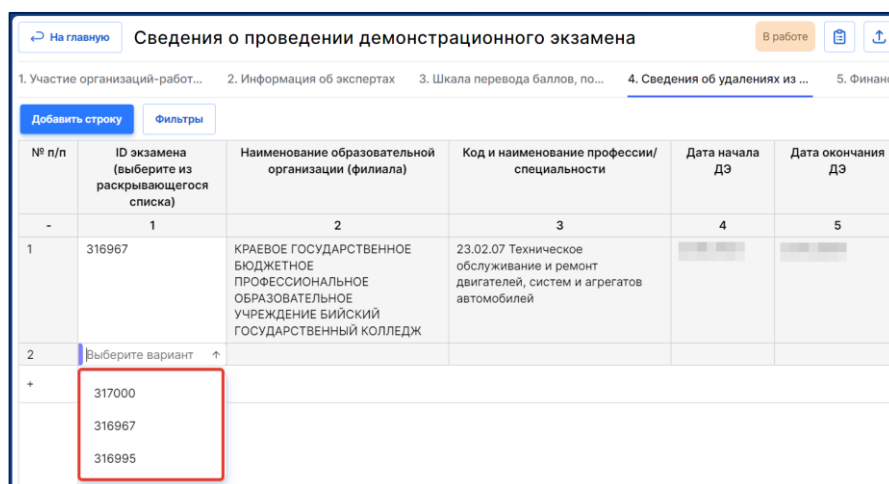 На главную
Сведения о проведении демонстрационного экзамена
В работе
1. Участие организаций-работ...
2. Информация об экспертах
3. Шкала перевода баллов, по...
4. Сведения об удалениях из ...
5. Финан
Добавить строку
Фильтры
№ п/п
ID экзамена
(выберите из
раскрывающегося
списка)
Наименование образовательной
организации (филиала)
Код и наименование профессии/
специальности
Дата начала
ДЭ
Дата окончания
ДЭ
-
1
2
3
4
5
1
316967
КРАЕВОЕ ГОСУДАРСТВЕННОЕ
БЮДЖЕТНОЕ
ПРОФЕССИОНАЛЬНОЕ
ОБРАЗОВАТЕЛЬНОЕ
УЧРЕЖДЕНИЕ БИЙСКИЙ
ГОСУДАРСТВЕННЫЙ КОЛЛЕДЖ
23.02.07 Техническое
обслуживание и ремонт
двигателей, систем и агрегатов
автомобилей
2
Выберите вариант
+
317000
316967
316995